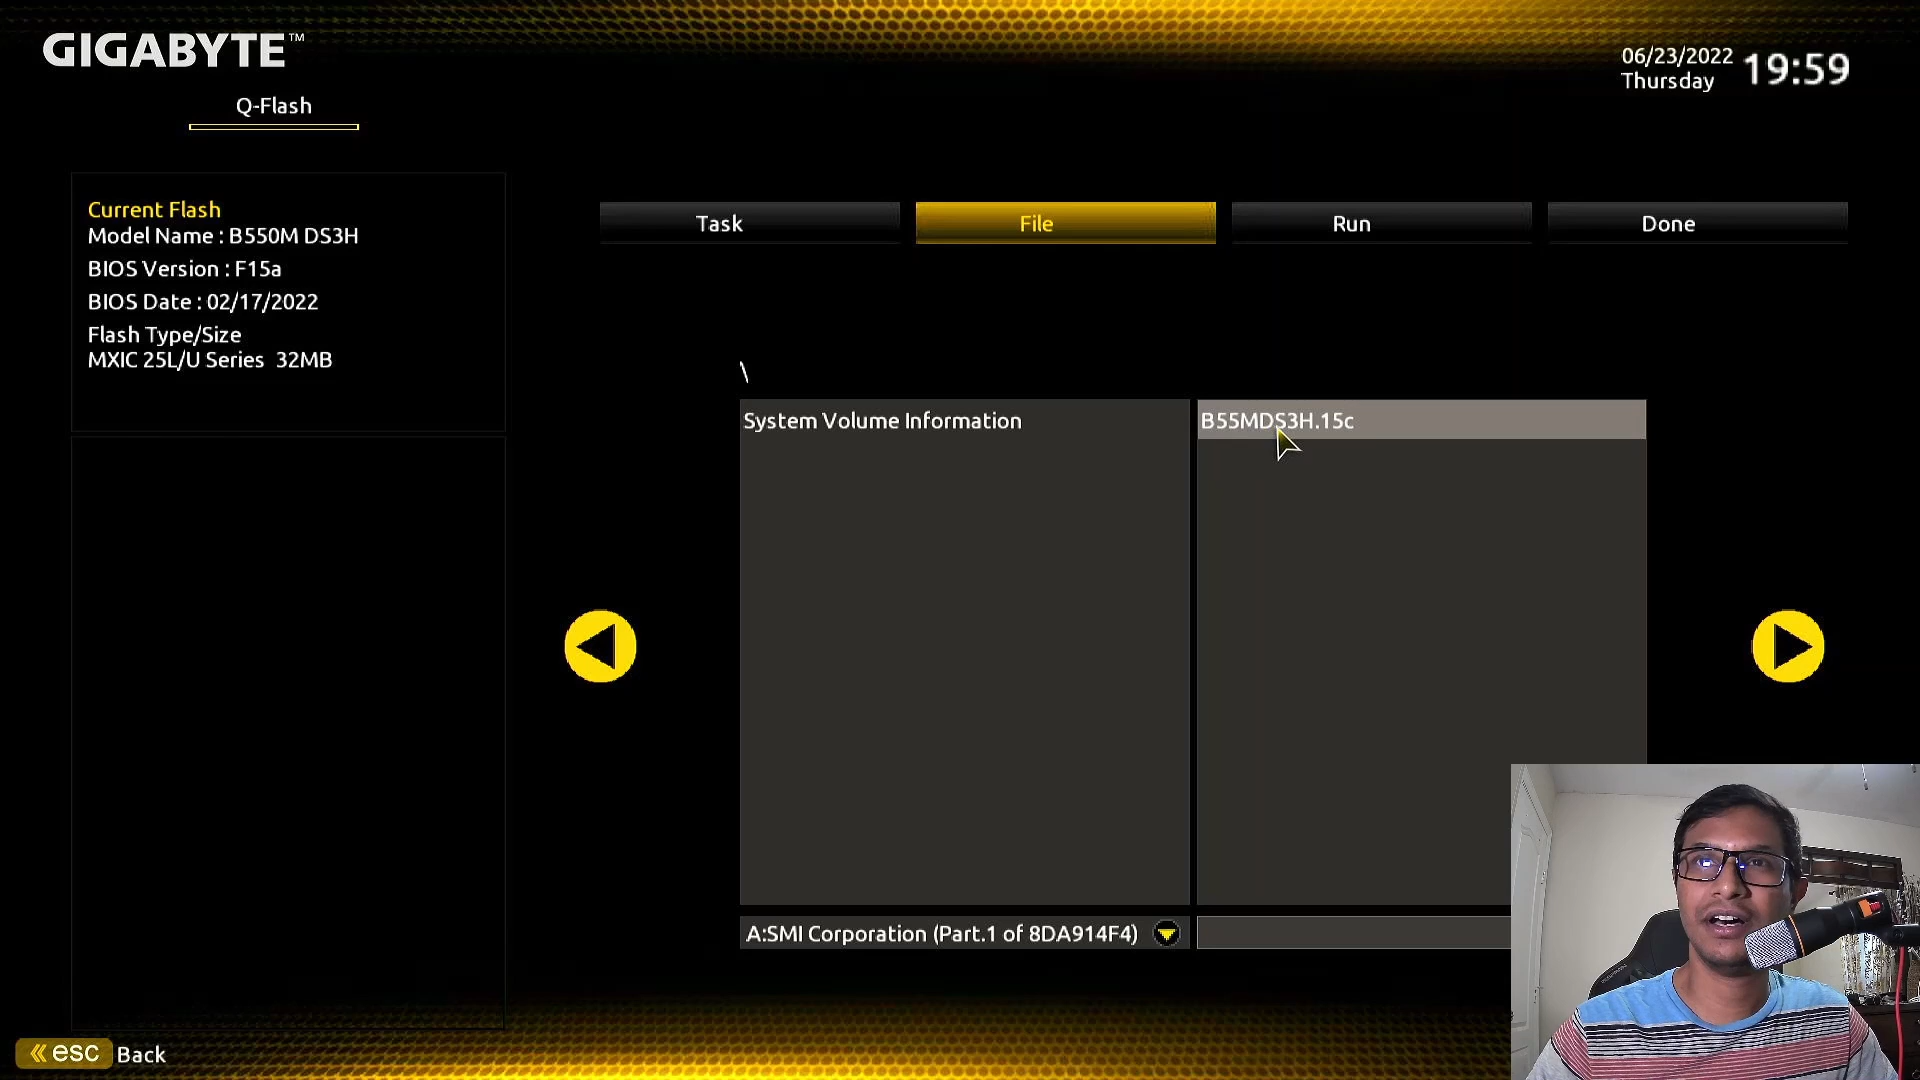 GIGABYTE™
06/23/2022
Thursday
19:59
Q-Flash
Current Flash
Model Name : B550M DS3H
BIOS Version : F15a
BIOS Date : 02/17/2022
Flash Type/Size
MXIC 25L/U Series 32MB
Task
File
Run
Done
\
System Volume Information
B55MDS3H.15c
A:SMI Corporation (Part.1 of 8DA914F4)
esc Back